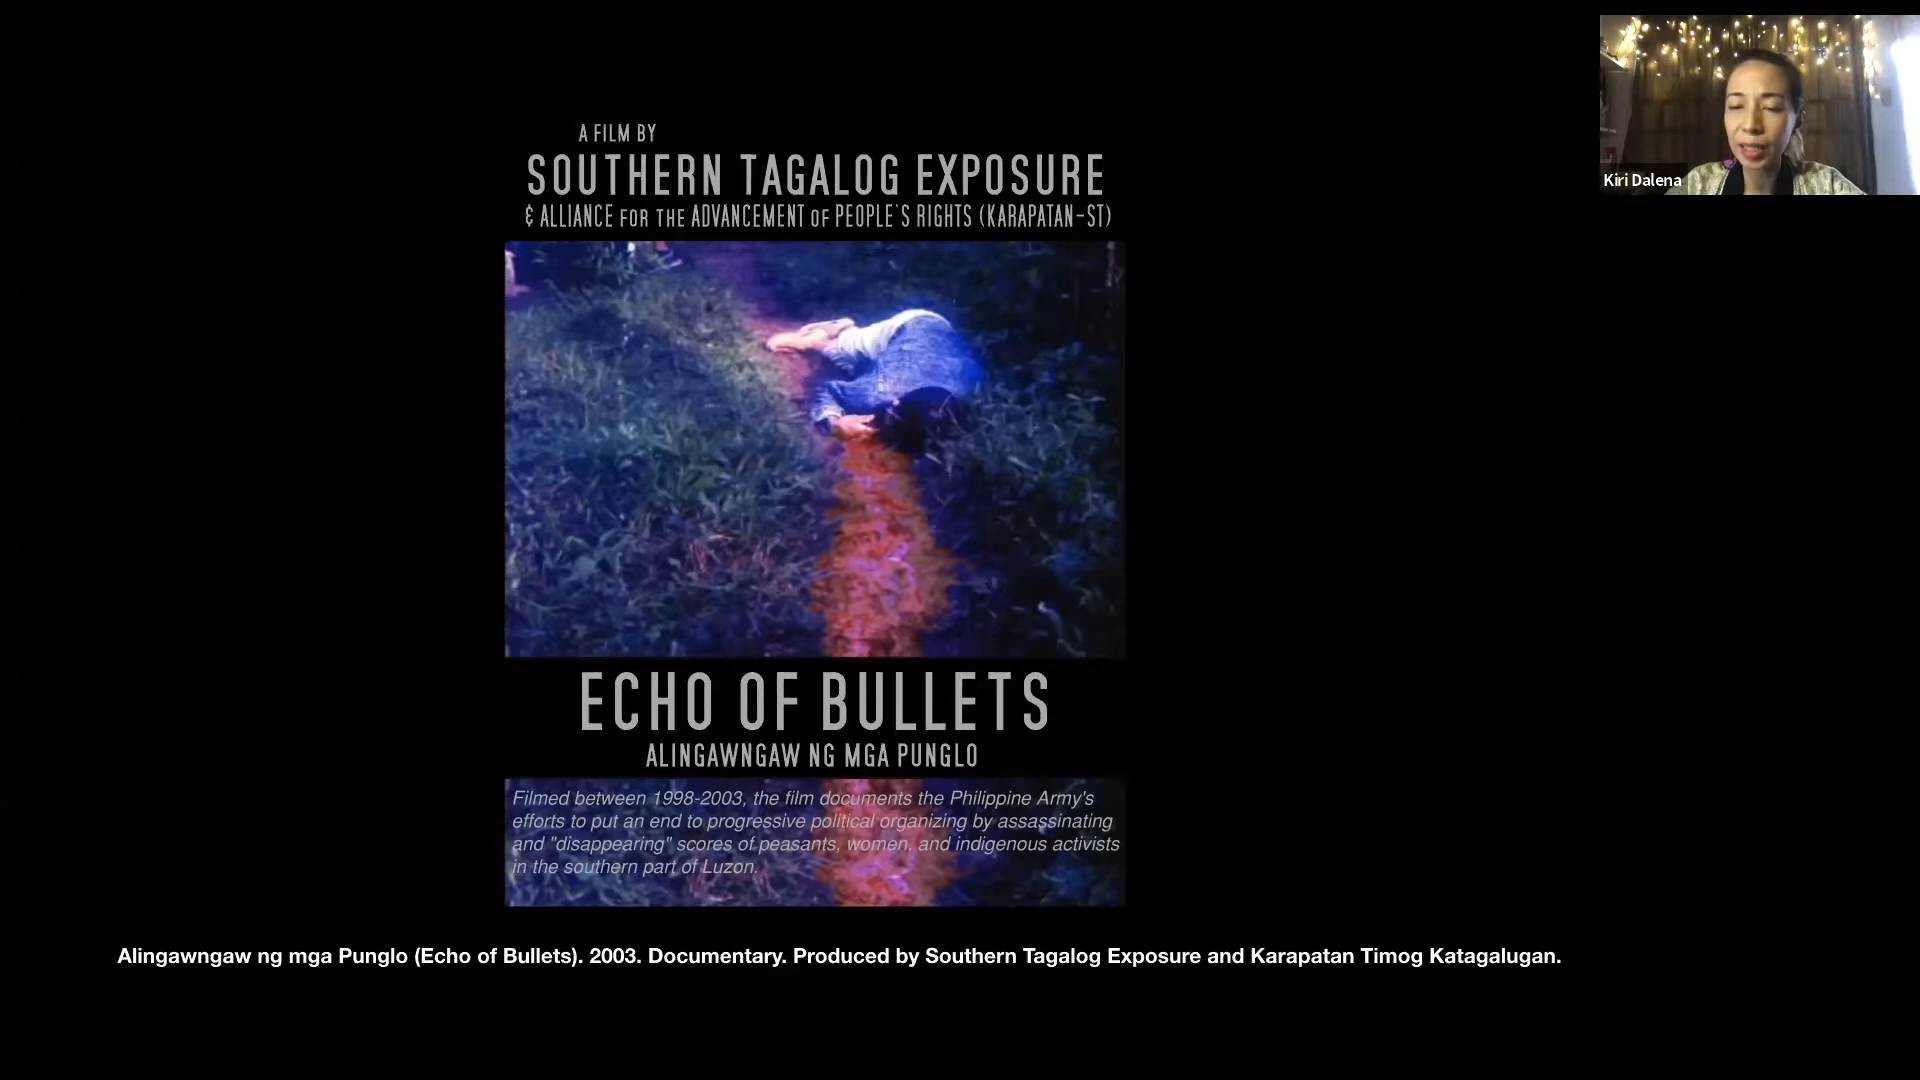 A FILM BY
SOUTHERN TAGALOG EXPOSURE
& ALLIANCE FOR THE ADVANCEMENT OF PEOPLE'S RIGHTS (KARAPATAN-ST)
Kiri Dalena
ECHO OF BULLETS
ALINGAWNGAW NG MGA PUNGLO
Filmed between 1998-2003, the film documents the Philippine Army's
efforts to put an end to progressive political organizing by assassinating
and "disappearing" scores of peasants, women, and indigenous activists
in the southern part of Luzon.
Alingawngaw ng mga Punglo (Echo of Bullets). 2003. Documentary. Produced by Southern Tagalog Exposure and Karapatan Timog Katagalugan.